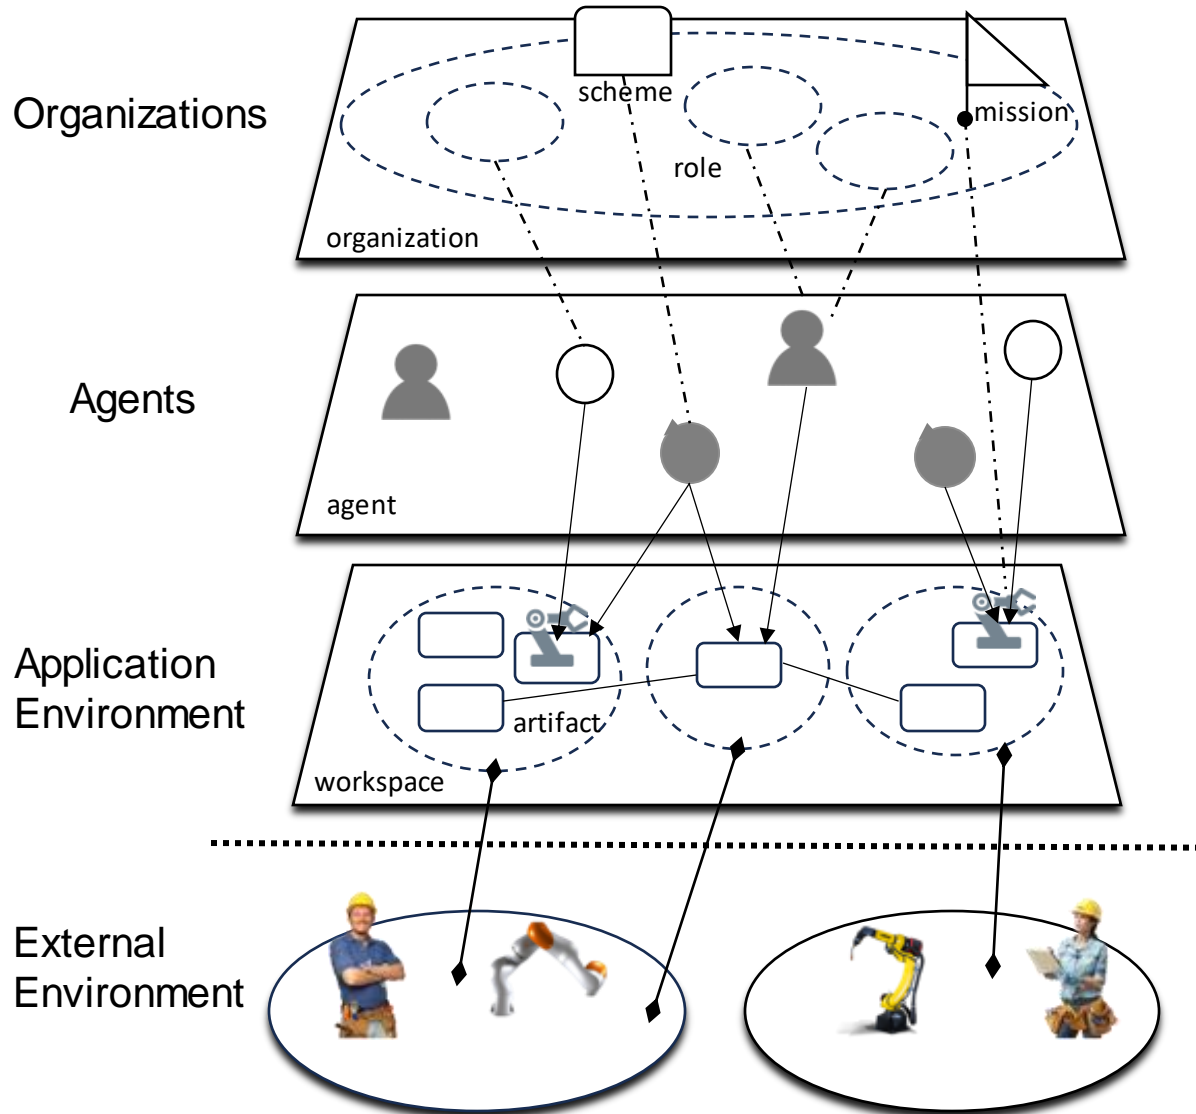 scheme
Organizations
mission
role
organization
Agents
agent
Application
Environment
artifact
workspace
External
Environment